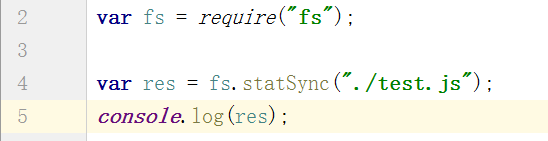 2 var fs = require("fs");
3
4 var res = fs.statSync("./test.js");
5 console.log(res);